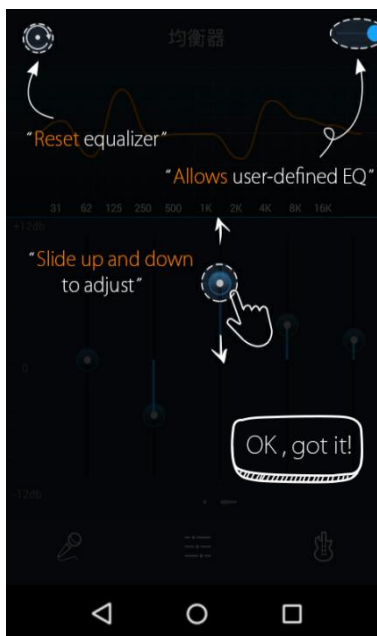 均衡器
"Reset equalizer"
"Allows user-defined EQ"
31 62 125 250 500 1K 2K 4K 8K 16K
+12db
"Slide up and down
to adjust"
0
OK , got it!
-12db